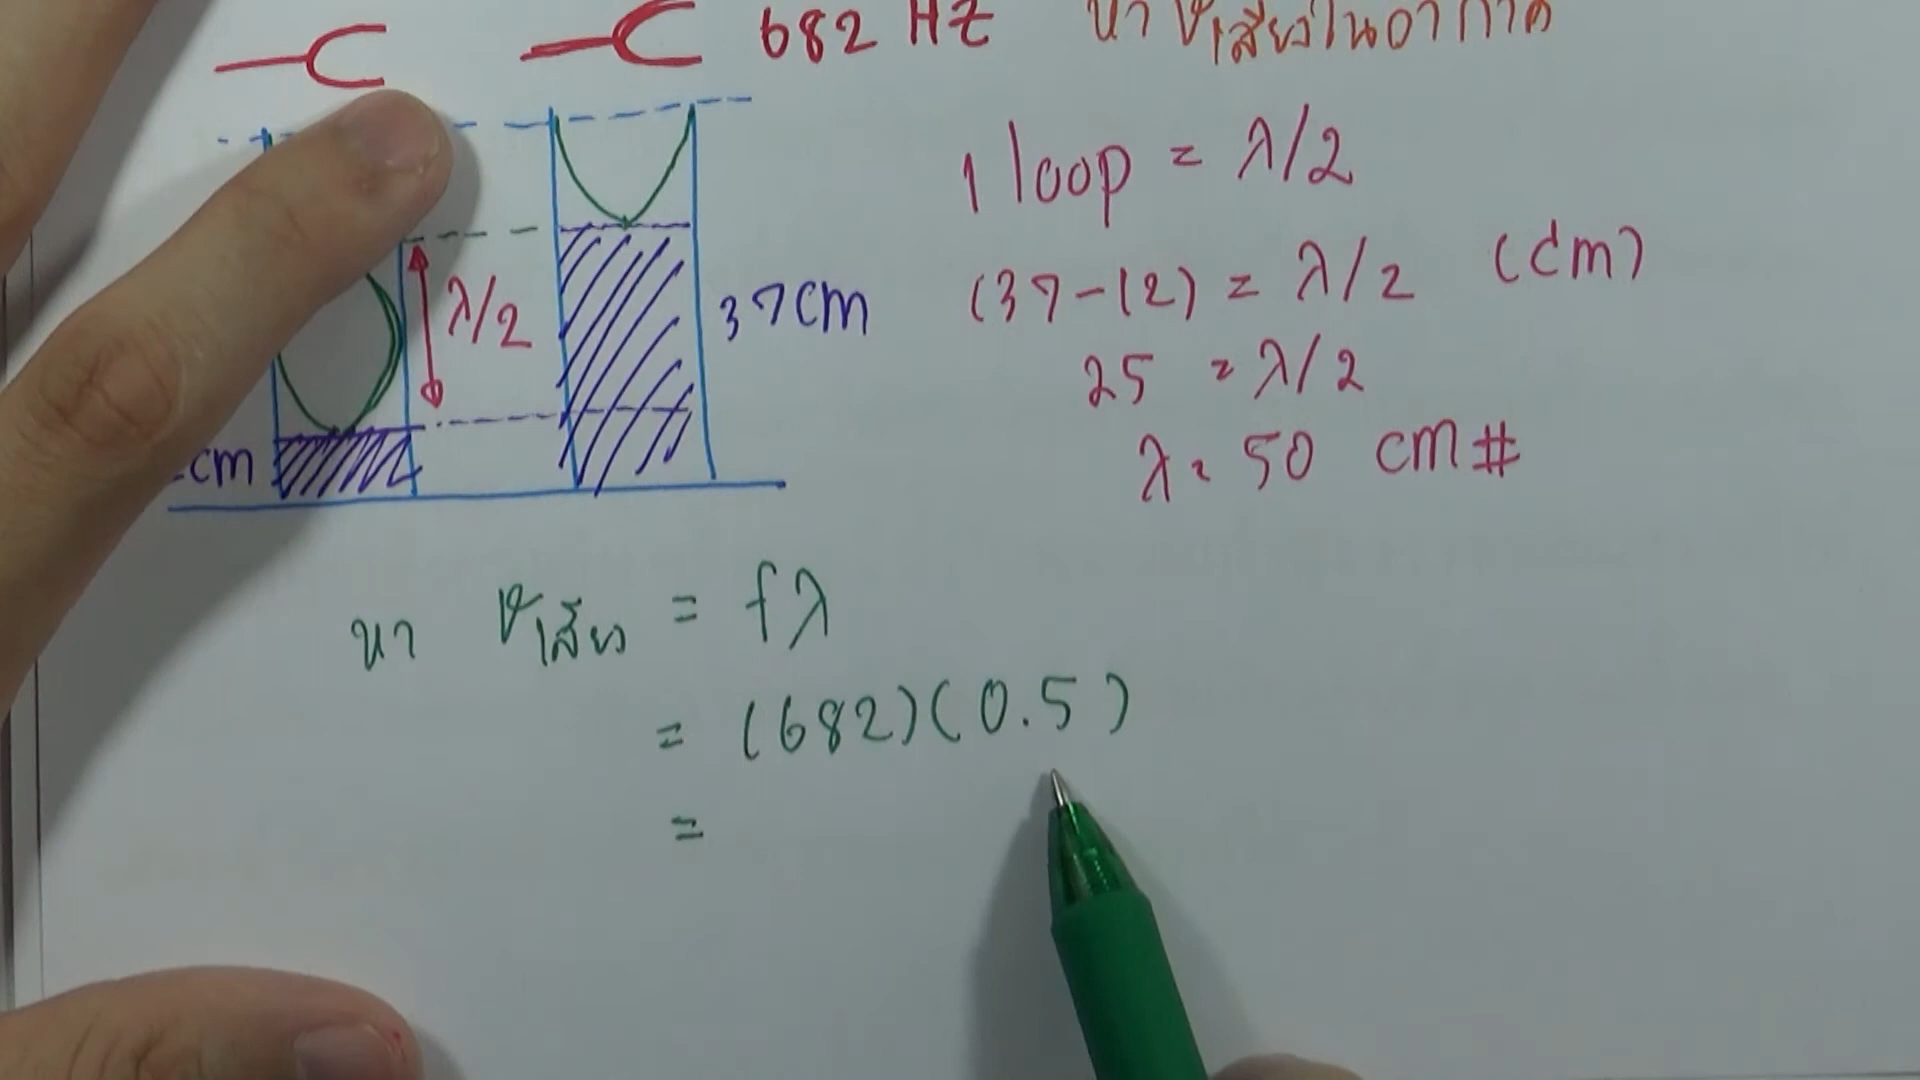 682 HZ หา v เสียงในอากาศ
1 loop = λ/2
(37-12) = λ/2 (cm)
λ/2
37cm
25 = λ/2
cm
λ = 50 cm #
หา v เสียง = fλ
= (682)(0.5)
=